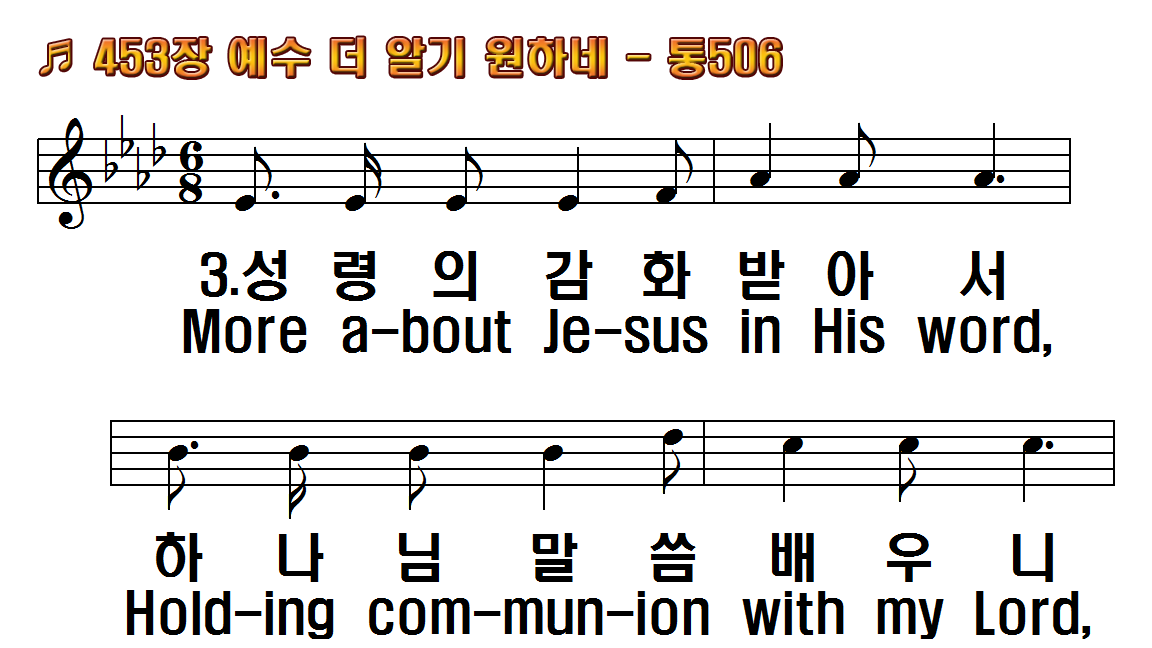 ♬ 453장 예수 더 알기 원하네 - 통506
6
8
3.성 령 의 감 화 받 아 서
More a-bout Je-sus in His word,
하 나 님 말 씀 배 우 니
Hold-ing com-mun-ion with my Lord,